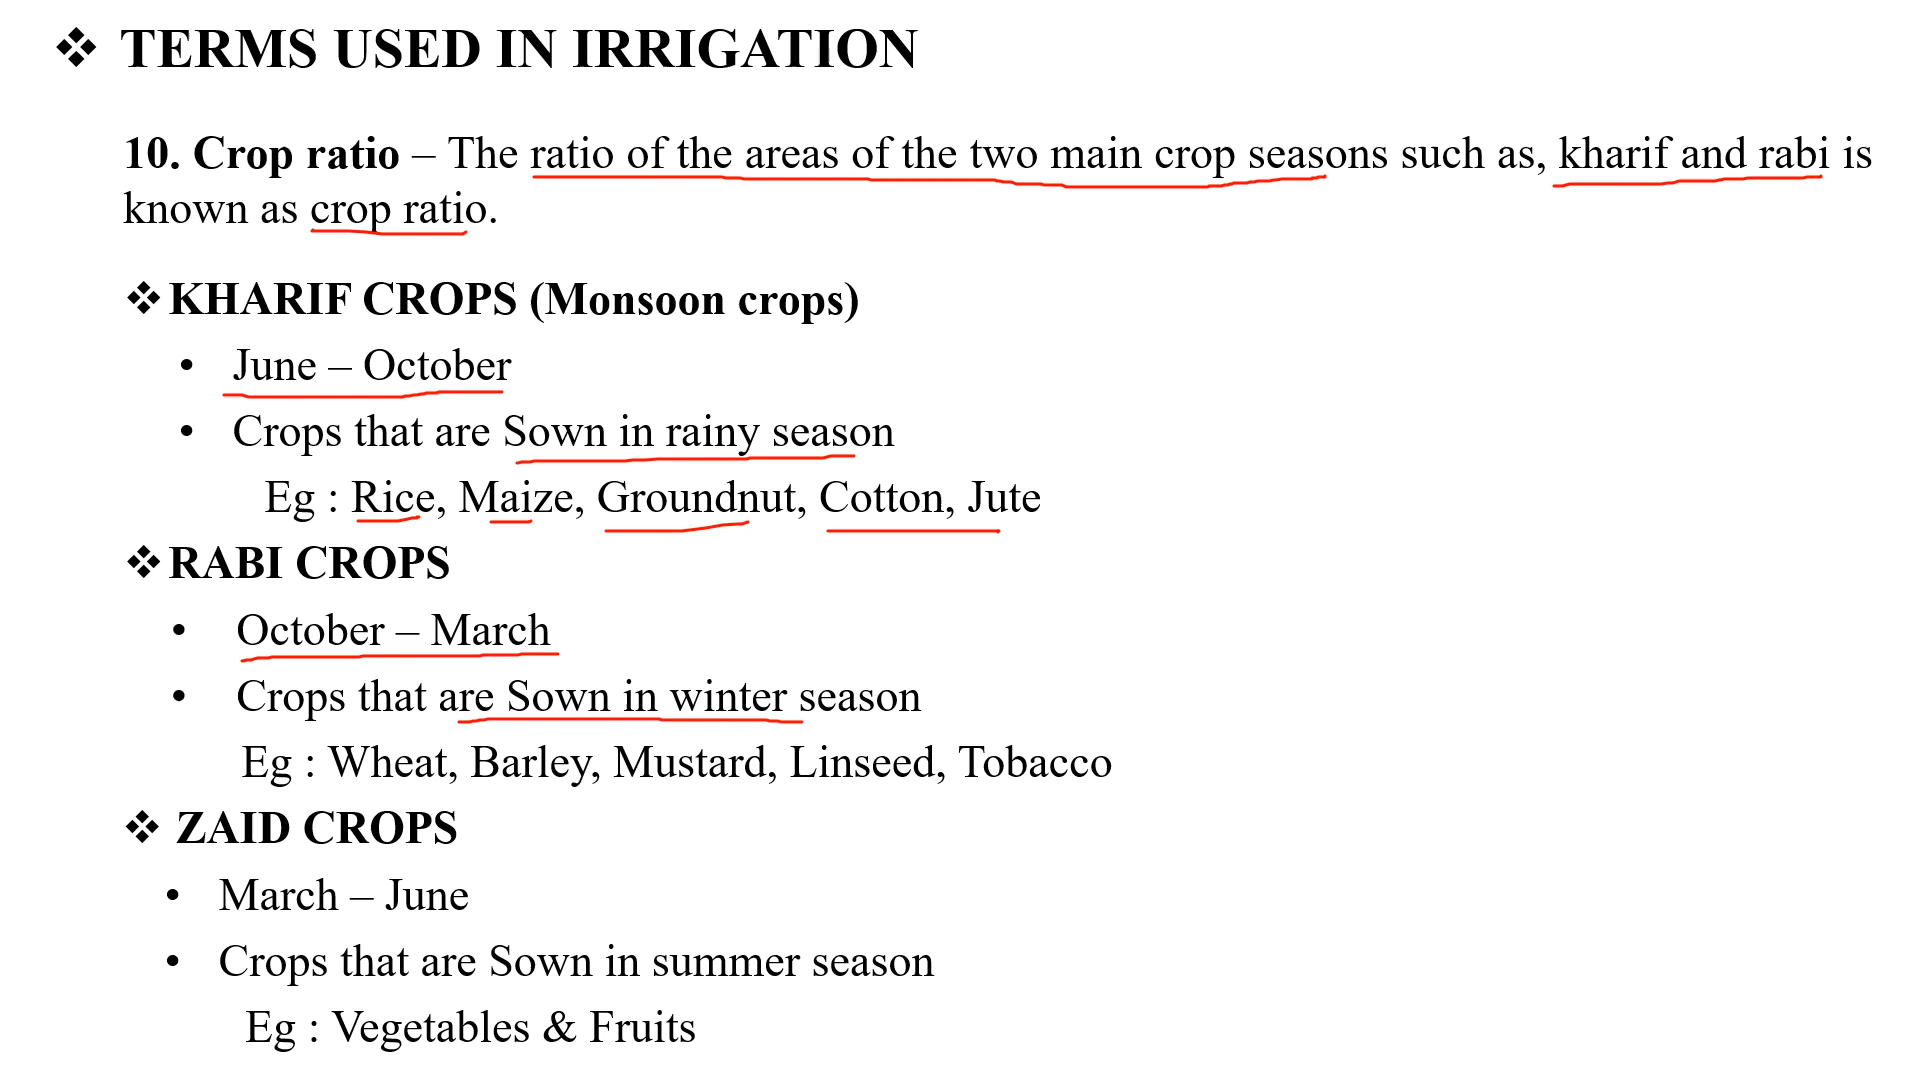 ❖ TERMS USED IN IRRIGATION
10. Crop ratio – The ratio of the areas of the two main crop seasons such as, kharif and rabi is
known as crop ratio.
❖ KHARIF CROPS (Monsoon crops)
• June – October
• Crops that are Sown in rainy season
Eg : Rice, Maize, Groundnut, Cotton, Jute
❖ RABI CROPS
• October – March
• Crops that are Sown in winter season
Eg : Wheat, Barley, Mustard, Linseed, Tobacco
❖ ZAID CROPS
• March – June
• Crops that are Sown in summer season
Eg : Vegetables & Fruits